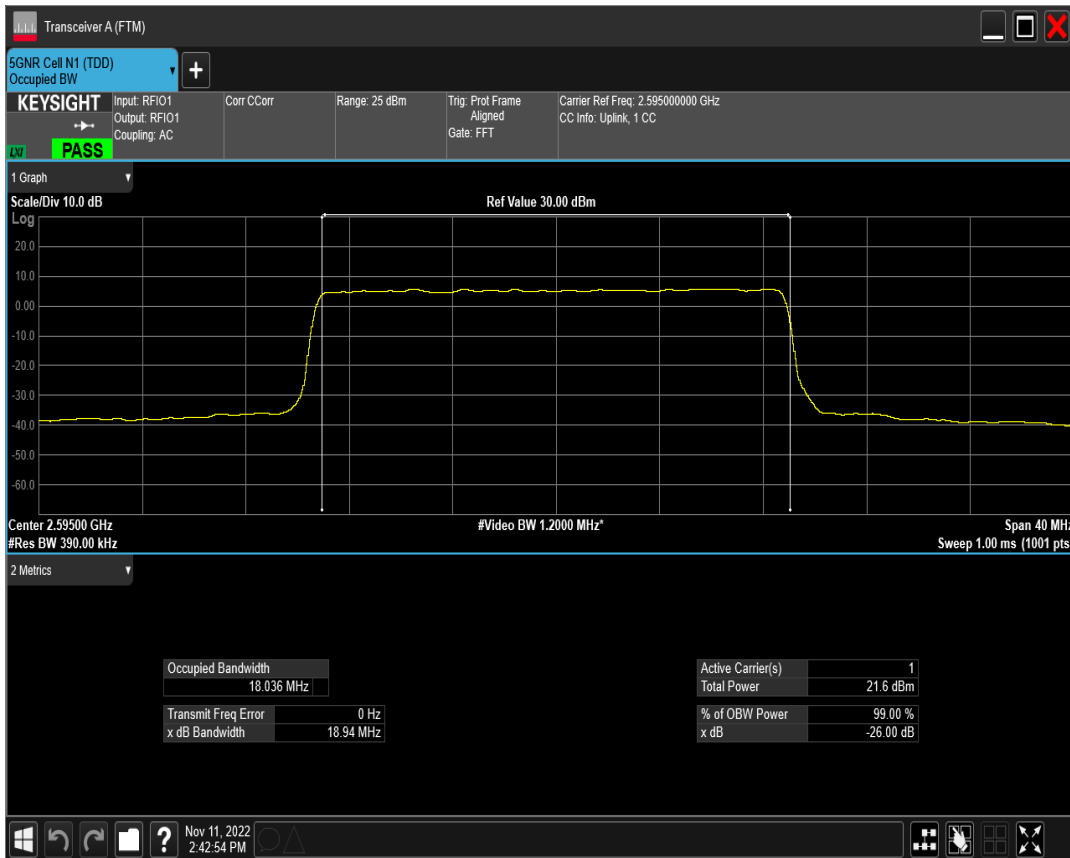 Transceiver A (FTM)
5GNR Cell N1 (TDD)
Occupied BW
+
KEYSIGHT
LXI
PASS
Input: RFIO1
Output: RFIO1
Coupling: AC
Corr CCorr
Range: 25 dBm
Trig: Prot Frame
Aligned
Gate: FFT
Carrier Ref Freq: 2.595000000 GHz
CC Info: Uplink, 1 CC
1 Graph
Scale/Div 10.0 dB
Ref Value 30.00 dBm
Log
20.0
10.0
0.00
-10.0
-20.0
-30.0
-40.0
-50.0
-60.0
Center 2.59500 GHz
#Video BW 1.2000 MHz*
Span 40 MHz
#Res BW 390.00 kHz
Sweep 1.00 ms (1001 pts
2 Metrics
Occupied Bandwidth
18.036 MHz
Transmit Freq Error 0 Hz
x dB Bandwidth 18.94 MHz
Active Carrier(s) 1
Total Power 21.6 dBm
% of OBW Power 99.00 %
x dB -26.00 dB
?
Nov 11, 2022
2:42:54 PM